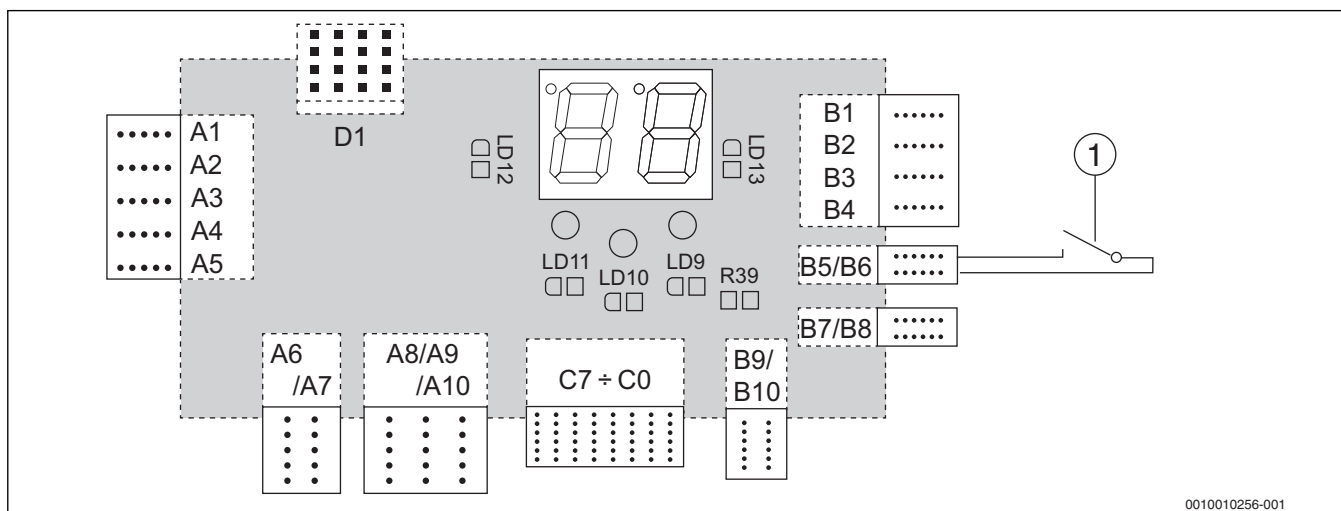 D1
A1
A2
A3
A4
A5
LD12
LD13
B1
B2
B3
B4
1
LD11
LD10
LD9
R39
B5/B6
B7/B8
A6
/A7
A8/A9
/A10
C7 ÷ C0
B9/
B10
0010010256-001